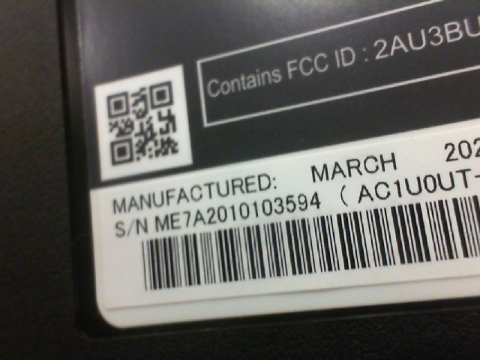 Contains FCC ID : 2AU3BU
MANUFACTURED: MARCH 202
S/N ME7A2010103594 ( AC1U0UT-